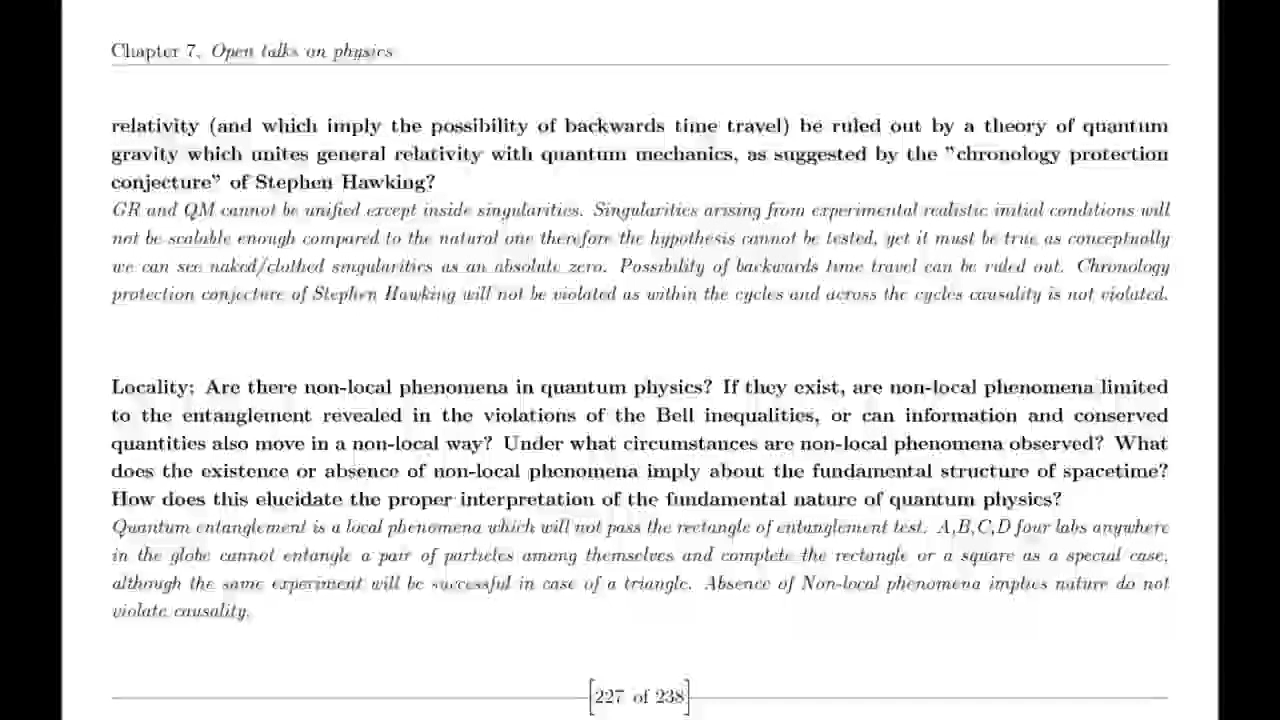 Chapter 7, Open talks on physics
relativity (and which imply the possibility of backwards time travel) be ruled out by a theory of quantum
gravity which unites general relativity with quantum mechanics, as suggested by the "chronology protection
conjecture" of Stephen Hawking?
GR and QM cannot be unified except inside singularities. Singularities arising from experimental realistic initial conditions will
not be scalable enough compared to the natural one therefore the hypothesis cannot be tested, yet it must be true as conceptually
we can see naked/clothed singularities as an absolute zero. Possibility of backwards time travel can be ruled out. Chronology
protection conjecture of Stephen Hawking will not be violated as within the cycles and across the cycles causality is not violated.
Locality: Are there non-local phenomena in quantum physics? If they exist, are non-local phenomena limited
to the entanglement revealed in the violations of the Bell inequalities, or can information and conserved
quantities also move in a non-local way? Under what circumstances are non-local phenomena observed? What
does the existence or absence of non-local phenomena imply about the fundamental structure of spacetime?
How does this elucidate the proper interpretation of the fundamental nature of quantum physics?
Quantum entanglement is a local phenomena which will not pass the rectangle of entanglement test. A,B,C,D four labs anywhere
in the globe cannot entangle a pair of particles among themselves and complete the rectangle or a square as a special case,
although the same experiment will be successful in case of a triangle. Absence of Non-local phenomena implies nature do not
violate causality.
[227 of 238]